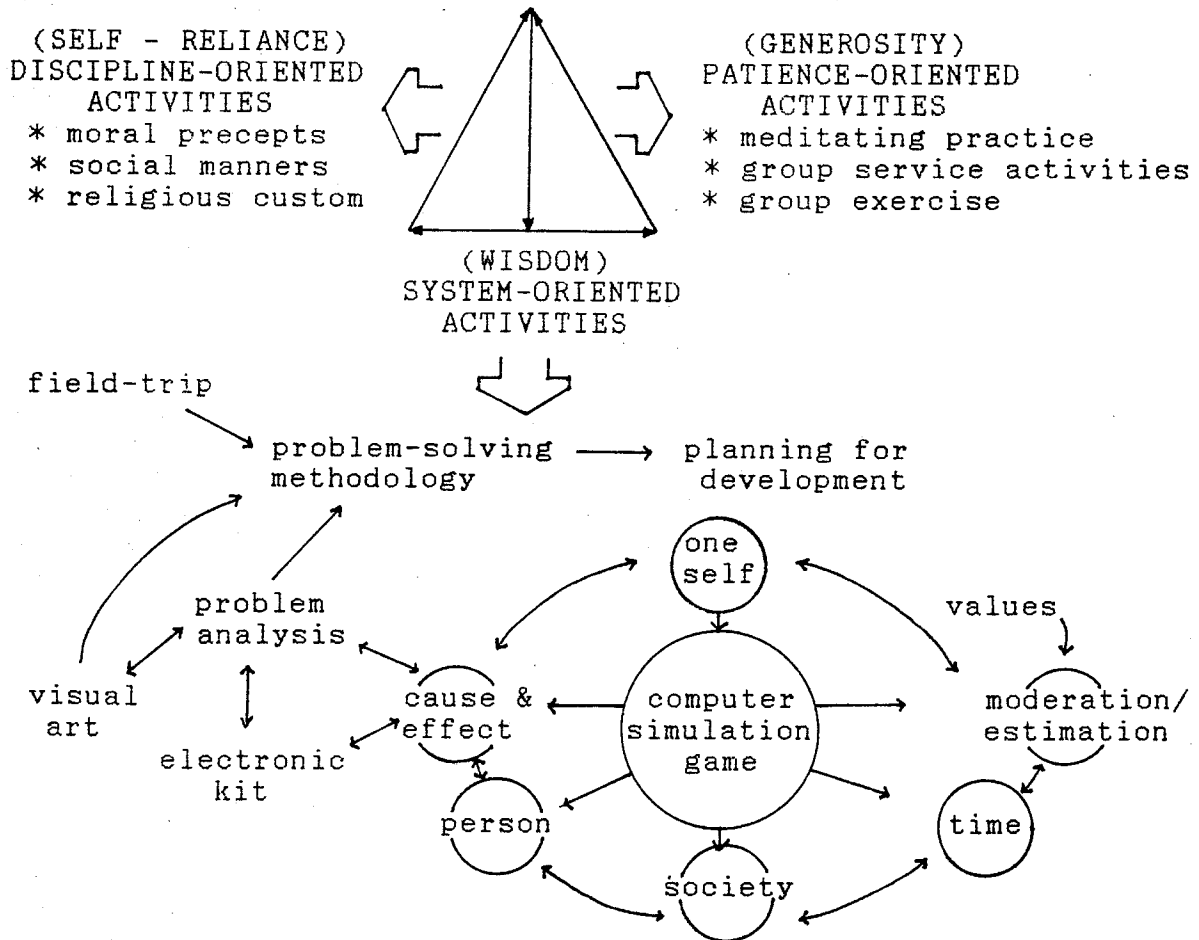 (SELF - RELIANCE)
DISCIPLINE-ORIENTED
ACTIVITIES
* moral precepts
* social manners
* religious custom
(GENEROSITY)
PATIENCE-ORIENTED
ACTIVITIES
* meditating practice
* group service activities
* group exercise
(WISDOM)
SYSTEM-ORIENTED
ACTIVITIES
field-trip
problem-solving
methodology
planning for
development
one
self
problem
analysis
values
visual
art
cause &
effect
computer
simulation
game
moderation/
estimation
electronic
kit
person
time
society